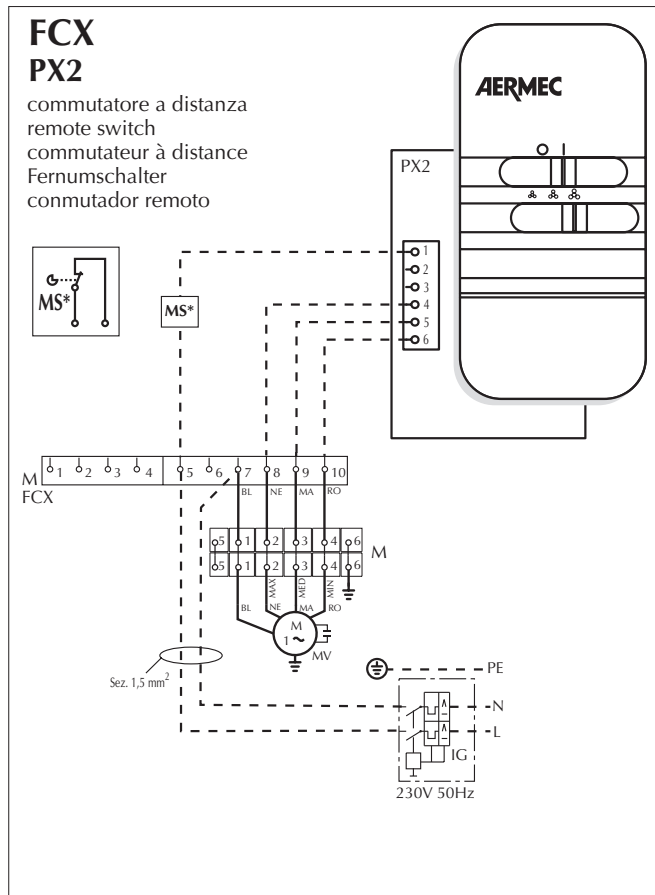 FCX
PX2
commutatore a distanza
remote switch
commutateur à distance
Fernumschalter
conmutador remoto
AERMEC
PX2
1
2
3
4
5
6
MS*
MS*
M
FCX
1 2 3 4 5 6 7 8 9 10
BL NE MA RO
5 1 2 3 4 6
M
5 1 2 3 4 6
MAX MED MIN
BL NE MA RO
M
1 ~
MV
Sez. 1,5 mm²
PE
N
L
IG
230V 50Hz